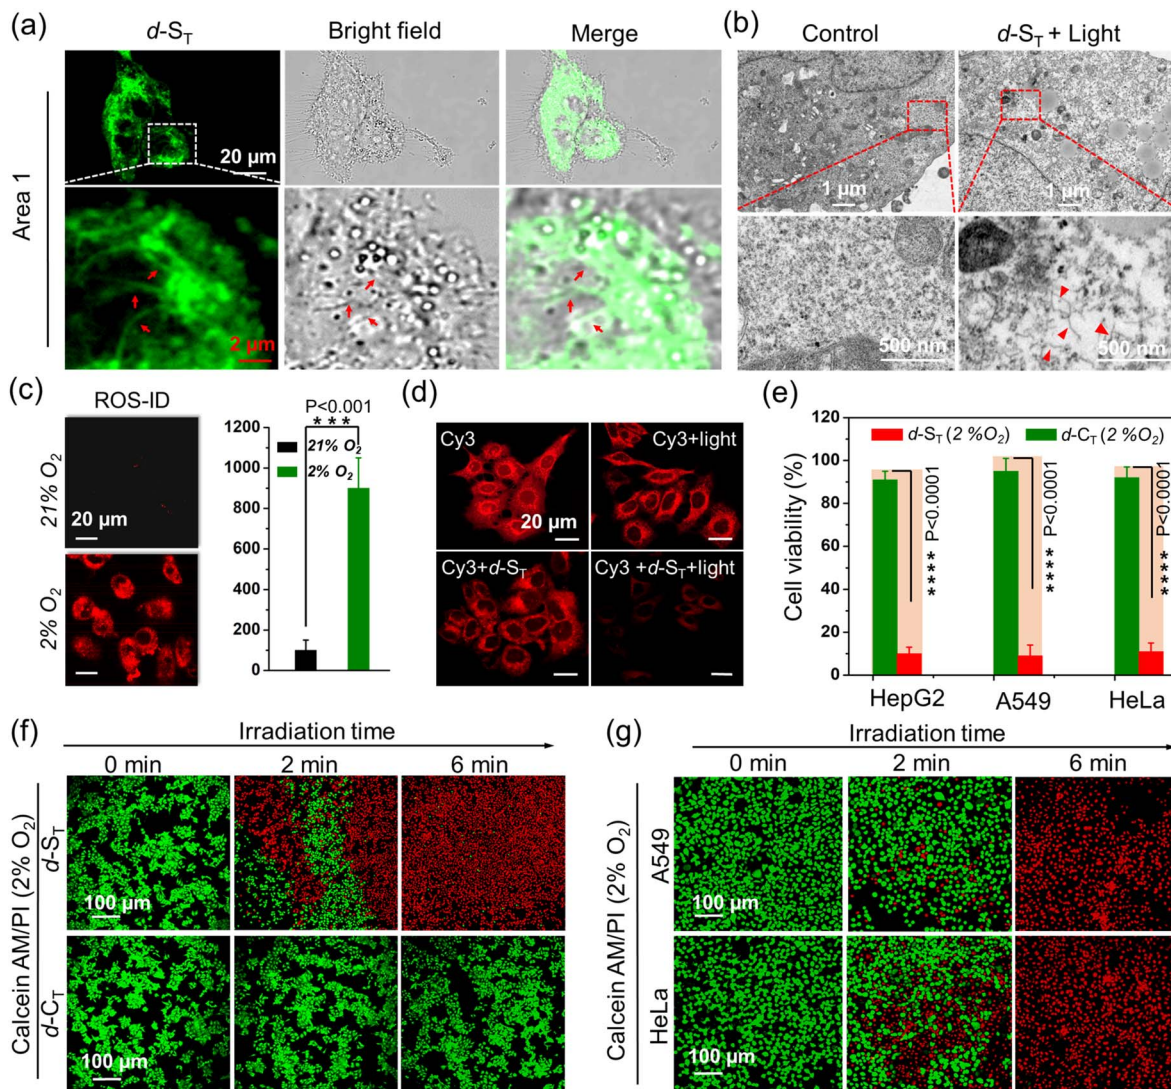 (a)
d-ST
Bright field
Merge
Area 1
20 µm
2 µm
(b)
Control
d-ST + Light
1 µm
1 µm
500 nm
500 nm
(c)
ROS-ID
21% O2
20 µm
2% O2
P<0.001
***
21% O2
2% O2
1200
1000
900
800
600
400
200
100
0
(d)
Cy3
Cy3+light
20 µm
Cy3+d-ST
Cy3 +d-ST+light
(e)
Cell viability (%)
120
100
80
60
40
20
0
d-ST (2 %O2)
d-CT (2 %O2)
**** P<0.0001
**** P<0.0001
**** P<0.0001
HepG2
A549
HeLa
(f)
Irradiation time
0 min
2 min
6 min
Calcein AM/PI (2% O2)
d-ST
100 µm
d-CT
100 µm
(g)
Irradiation time
0 min
2 min
6 min
Calcein AM/PI (2% O2)
A549
100 µm
HeLa
100 µm